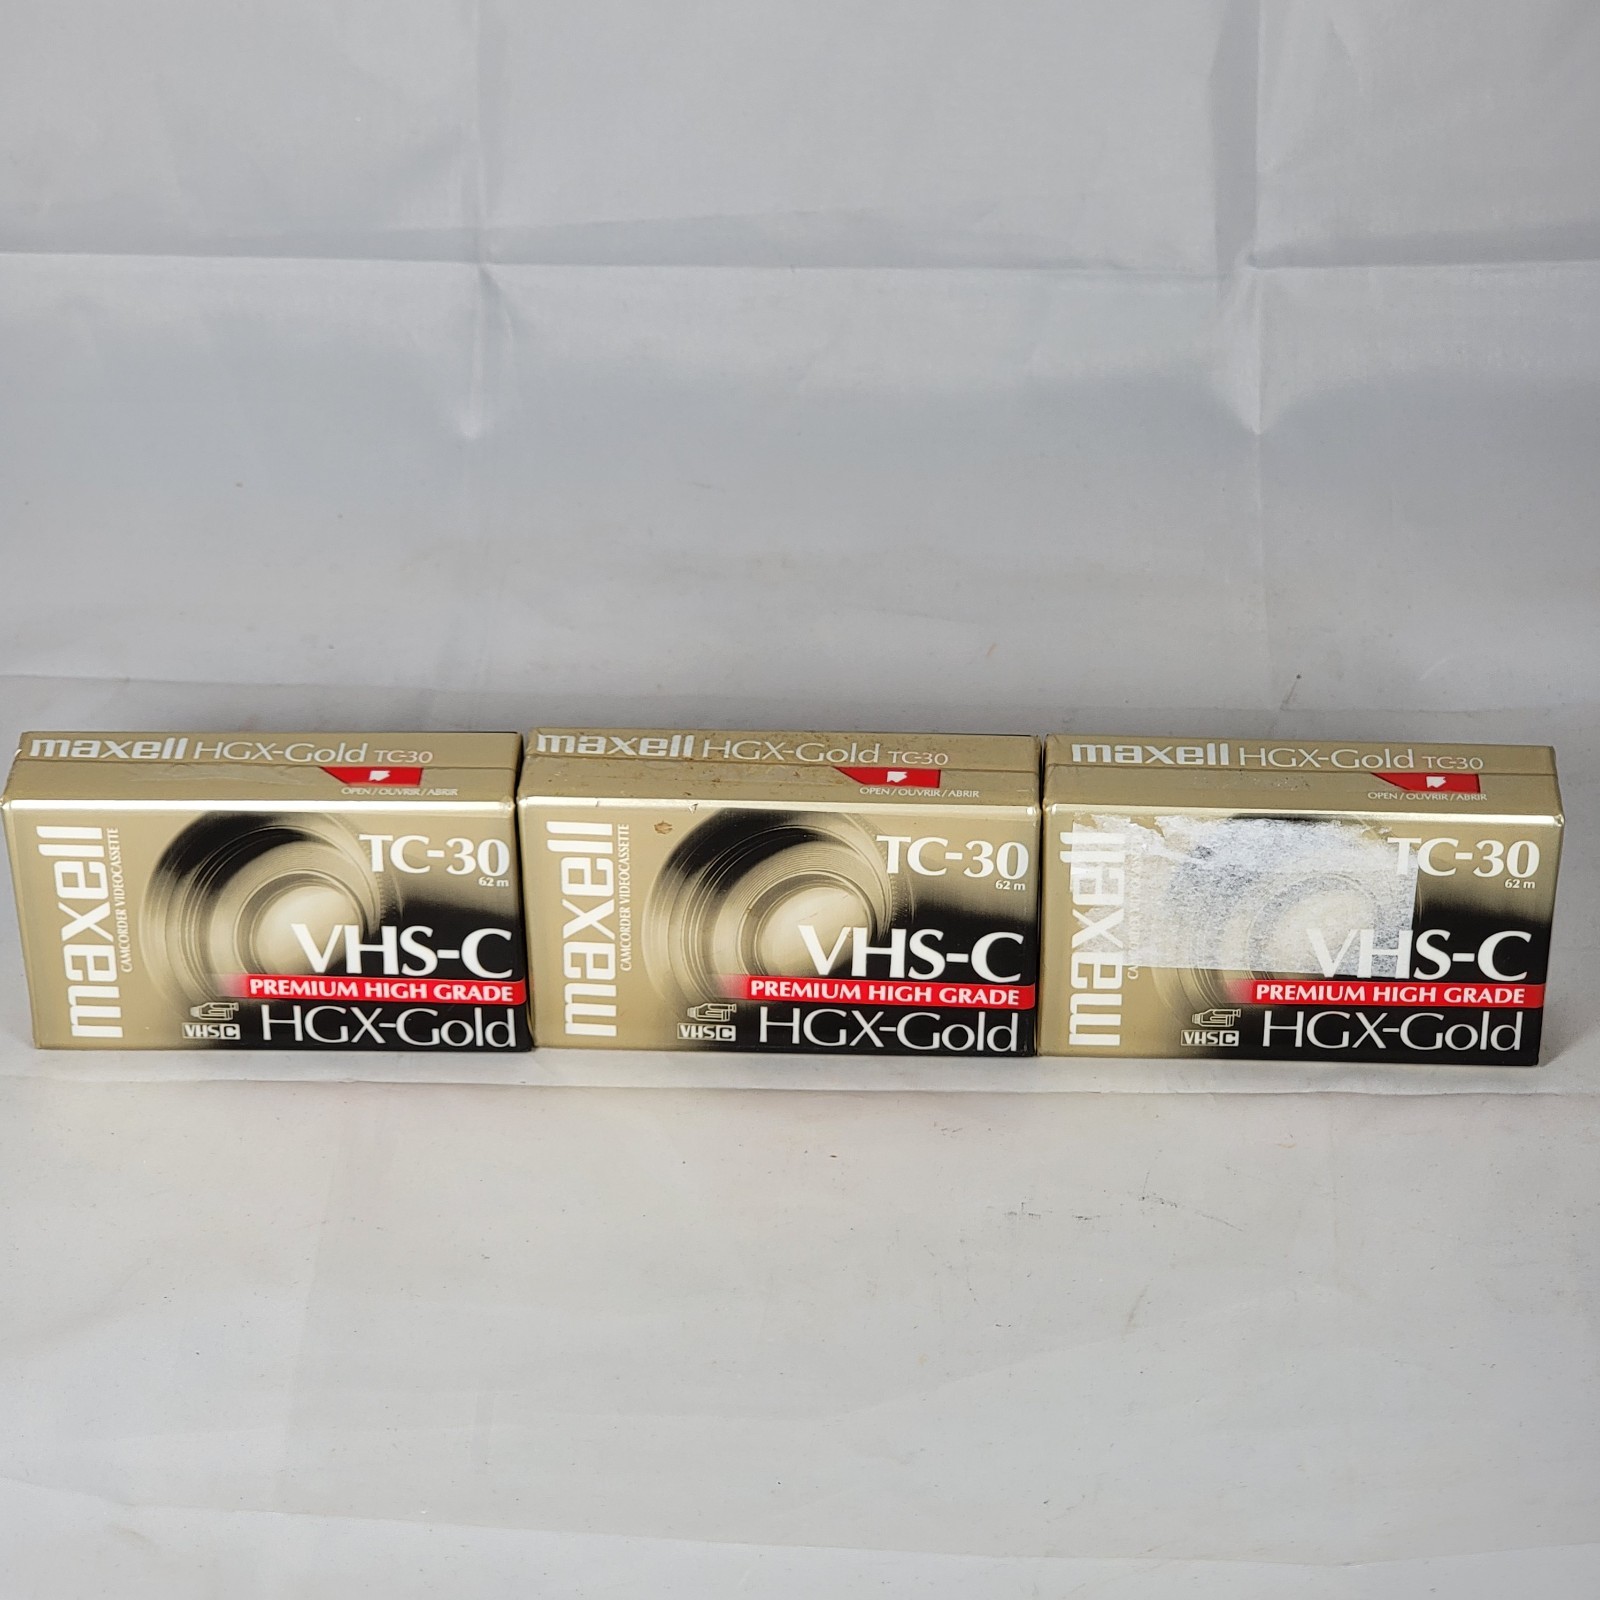 maxell HGX-Gold TC-30
OPEN/OUVRIR/ABRIR
maxell
CAMCORDER VIDEOCASSETTE
TC-30
62 m
VHS-C
PREMIUM HIGH GRADE
VHS C
HGX-Gold
maxell HGX-Gold TC-30
OPEN/OUVRIR/ABRIR
maxell
CAMCORDER VIDEOCASSETTE
TC-30
62 m
VHS-C
PREMIUM HIGH GRADE
VHS C
HGX-Gold
maxell HGX-Gold TC-30
OPEN/OUVRIR/ABRIR
maxell
TC-30
62 m
VHS-C
PREMIUM HIGH GRADE
VHS C
HGX-Gold